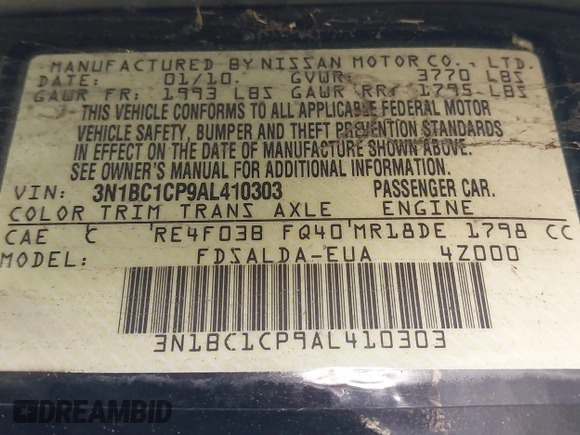 MANUFACTURED BY NISSAN MOTOR CO., LTD.
DATE: 01/10. GVWR: 3770 LBS
GAWR FR: 1993 LBS GAWR RR: 1795 LBS
THIS VEHICLE CONFORMS TO ALL APPLICABLE FEDERAL MOTOR
VEHICLE SAFETY, BUMPER AND THEFT PREVENTION STANDARDS
IN EFFECT ON THE DATE OF MANUFACTURE SHOWN ABOVE.
SEE OWNER'S MANUAL FOR ADDITIONAL INFORMATION.
VIN: 3N1BC1CP9AL410303 PASSENGER CAR.
COLOR TRIM TRANS AXLE ENGINE
CAE C RE4F03B FQ40 MR18DE 1798 CC
MODEL: FDSALDA-EUA 4Z000
3N1BC1CP9AL410303
DREAMBID